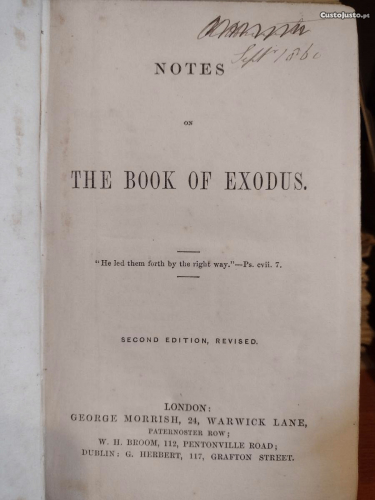 CustoJusto.pt
Sept 186
NOTES
ON
THE BOOK OF EXODUS.
"He led them forth by the right way."—Ps. cvii. 7.
SECOND EDITION, REVISED.
LONDON:
GEORGE MORRISH, 24, WARWICK LANE,
PATERNOSTER ROW;
W. H. BROOM, 112, PENTONVILLE ROAD;
DUBLIN: G. HERBERT, 117, GRAFTON STREET.